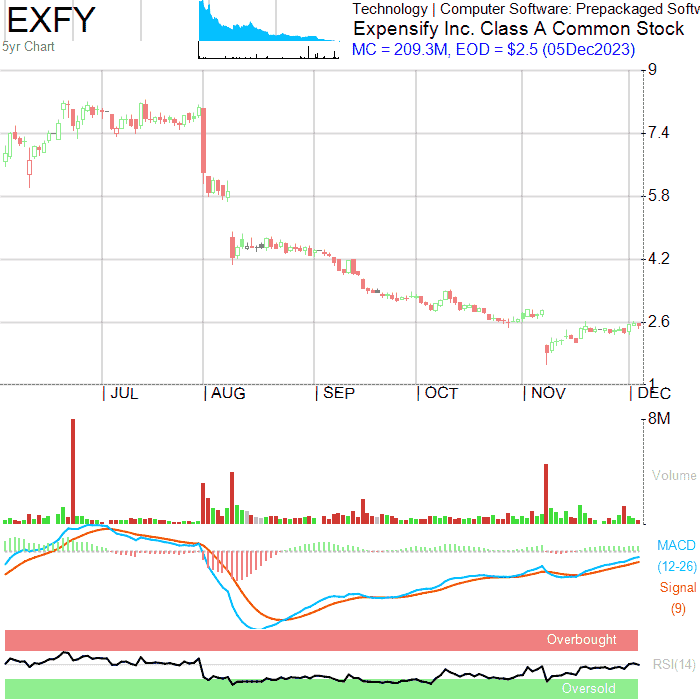 EXFY
5yr Chart
Technology | Computer Software: Prepackaged Softw
Expensify Inc. Class A Common Stock
MC = 209.3M, EOD = $2.5 (05Dec2023)
9
7.4
5.8
4.2
2.6
1
| JUL | AUG | SEP | OCT | NOV | DEC
8M
Volume
MACD
(12-26)
Signal
(9)
Overbought
RSI(14)
Oversold